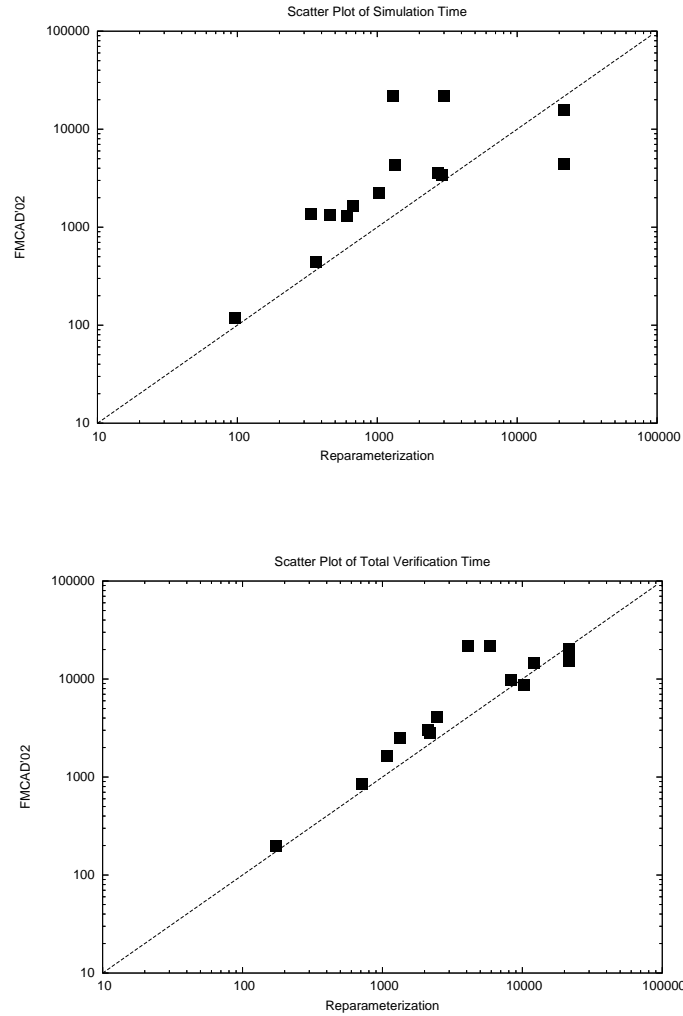 Scatter Plot of Simulation Time
100000
10000
1000
100
10
FMCAD'02
10 100 1000 10000 100000
Reparameterization
Scatter Plot of Total Verification Time
100000
10000
1000
100
10
FMCAD'02
10 100 1000 10000 100000
Reparameterization